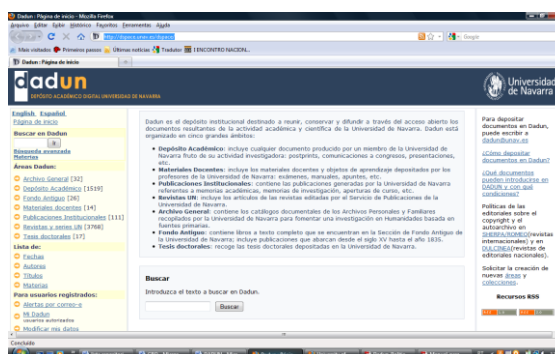 Dadun : Página de inicio - Mozilla Firefox
Archivo Editar Ver Historial Favoritos Herramientas Ayuda
http://dspace.unav.es/dspace/
Google
Más visitados Primeros pasos Últimas noticias Traductor I ENCONTRO NACION...
Dadun : Página de inicio
dadun
DEPÓSITO ACADÉMICO DIGITAL UNIVERSIDAD DE NAVARRA
Universidad
de Navarra
English Español
Página de inicio
Buscar en Dadun
Búsqueda avanzada
Materias
Áreas Dadun:
Archivo General [32]
Depósito Académico [1519]
Fondo Antiguo [26]
Materiales docentes [14]
Publicaciones Institucionales [111]
Revistas y series UN [3768]
Tesis doctorales [17]
Lista de:
Fechas
Autores
Títulos
Materias
Para usuarios registrados:
Alertas por correo-e
Mi Dadun
usuarios autorizados
Modificar mis datos
Dadun es el depósito institucional destinado a reunir, conservar y difundir a través del acceso abierto los
documentos resultantes de la actividad académica y científica de la Universidad de Navarra. Dadun está
organizado en cinco grandes ámbitos:
• Depósito Académico: incluye cualquier documento producido por un miembro de la Universidad de
Navarra fruto de su actividad investigadora: postprints, comunicaciones a congresos, presentaciones,
etc.
• Materiales Docentes: incluye los materiales docentes y objetos de aprendizaje depositados por los
profesores de la Universidad de Navarra: exámenes, manuales, apuntes, etc.
• Publicaciones Institucionales: contiene las publicaciones generadas por la Universidad de Navarra
referentes a memorias académicas, memorias de investigación, aperturas de curso, etc.
• Revistas UN: incluye los artículos de las revistas editadas por el Servicio de Publicaciones de la
Universidad de Navarra.
• Archivo General: contiene los catálogos documentales de los Archivos Personales y Familiares
recopilados por la Universidad de Navarra para fomentar una investigación en Humanidades basada en
fuentes primarias.
• Fondo Antiguo: contiene libros a texto completo que se encuentran en la Sección de Fondo Antiguo de
la Universidad de Navarra: incluye publicaciones que abarcan desde el siglo XV hasta el año 1835.
• Tesis doctorales: recoge las tesis doctorales depositadas en la Universidad de Navarra.
Buscar
Introduzca el texto a buscar en Dadun.
Buscar
Para depositar
documentos en Dadun,
puede escribir a
dadun@unav.es
¿Cómo depositar
documentos en Dadun?
¿Qué documentos
pueden introducirse en
DADUN y con qué
condiciones?
Políticas de las
editoriales sobre el
copyright y el
autoarchivo en
SHERPA/ROMEO(revistas
internacionales) y en
DULCINEA(revistas de
editoriales nacionales).
Solicitar la creación de
nuevas áreas y
colecciones.
Recursos RSS
Concluido